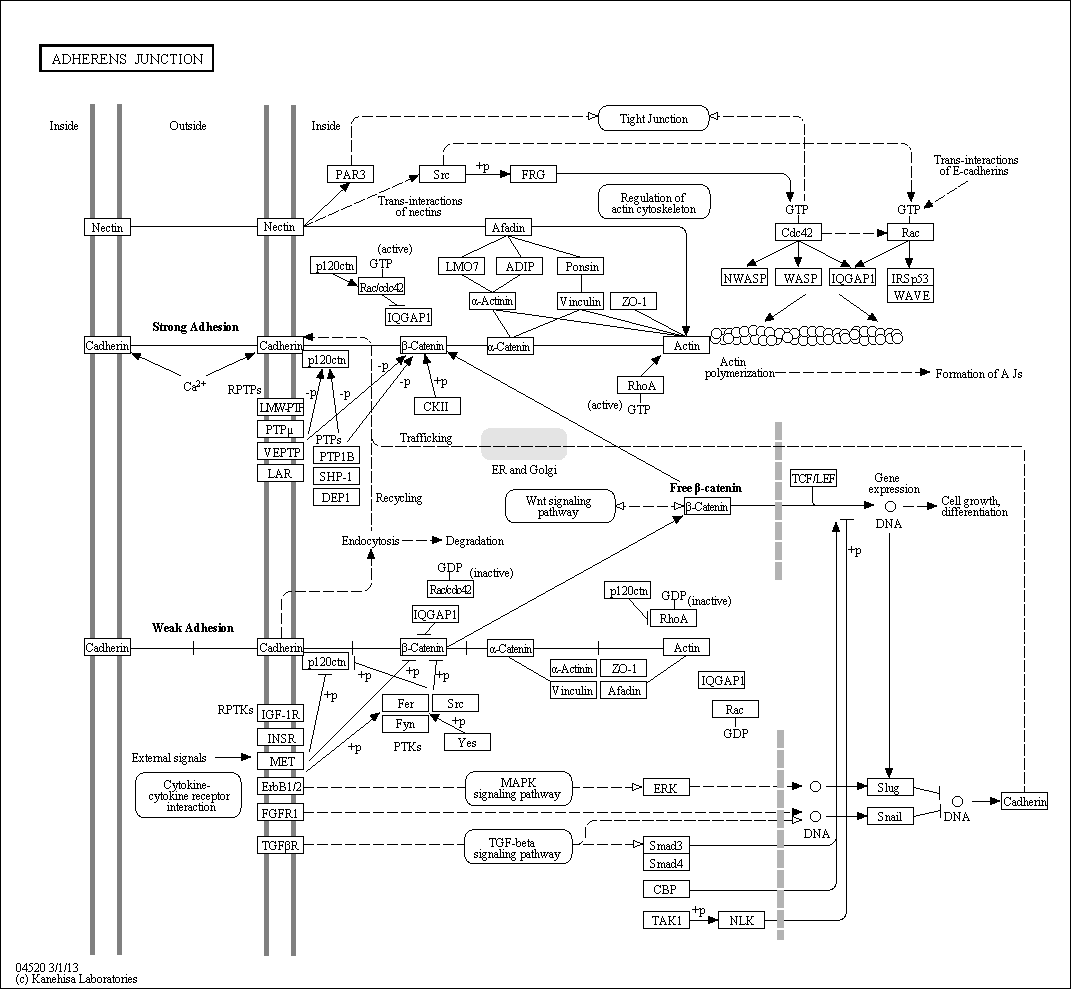 ADHERENS JUNCTION
Inside
Outside
Inside
Tight Junction
PAR3
Src
+p
FRG
Trans-interactions
of E-cadherins
Trans-interactions
of nectins
Regulation of
actin cytoskeleton
GTP
GTP
Nectin
Nectin
Afadin
Cdc42
Rac
(active)
p120ctn
GTP
Rac/cdc42
IQGAP1
LMO7
ADIP
Ponsin
NWASP
WASP
IQGAP1
IRSp53
WAVE
α-Actinin
Vinculin
ZO-1
Strong Adhesion
Cadherin
Cadherin
p120ctn
β-Catenin
α-Catenin
Actin
Actin
polymerization
Formation of A Js
Ca2+
RPTPs
-p
-p
-p
+p
CKII
RhoA
(active)
GTP
LMW-PTP
PTPμ
VEPTP
LAR
PTPs
PTP1B
SHP-1
DEP1
Trafficking
ER and Golgi
Recycling
Wnt signaling
pathway
Free β-catenin
β-Catenin
TCF/LEF
Gene
expression
DNA
Cell growth,
differentiation
+p
Endocytosis
Degradation
GDP
(inactive)
Rac/cdc42
IQGAP1
p120ctn
GDP
(inactive)
RhoA
Weak Adhesion
Cadherin
Cadherin
p120ctn
β-Catenin
α-Catenin
Actin
+p
+p
+p
α-Actinin
ZO-1
Vinculin
Afadin
IQGAP1
Rac
GDP
+p
Fer
Src
Fyn
+p
PTKs
Yes
+p
RPTKs
IGF-1R
INSR
External signals
MET
ErbB1/2
FGFR1
TGFβR
Cytokine-
cytokine receptor
interaction
MAPK
signaling pathway
ERK
Slug
Snail
DNA
DNA
Cadherin
TGF-beta
signaling pathway
Smad3
Smad4
CBP
TAK1
+p
NLK
04520 3/1/13
(c) Kanehisa Laboratories